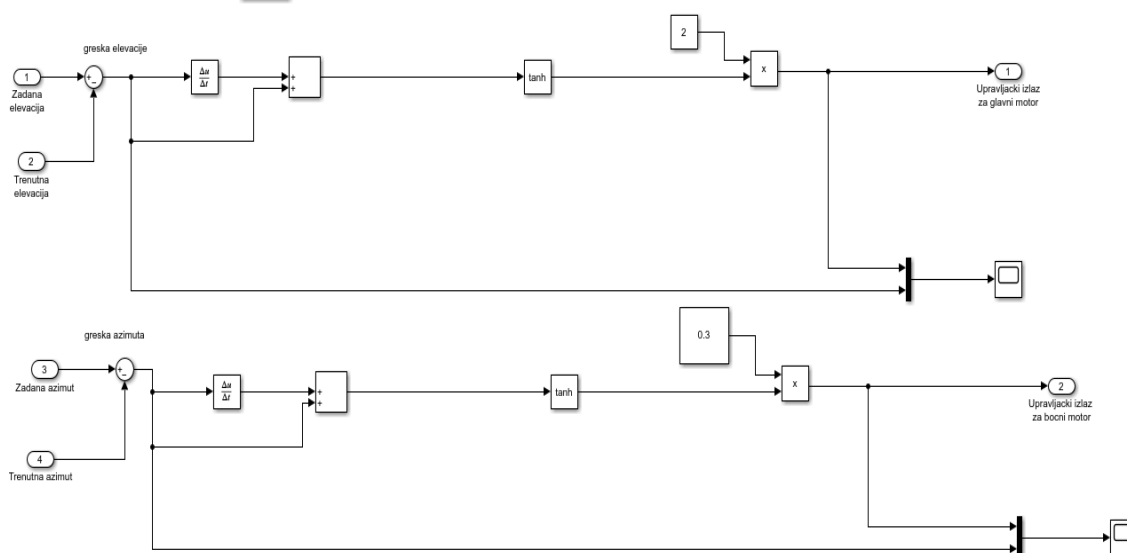 greska elevacije
2
1
Δu
Δt
+
+
+
−
tanh
x
1
Zadana
elevacija
Upravljacki izlaz
za glavni motor
2
Trenutna
elevacija
greska azimuta
0.3
3
+
−
Δu
Δt
+
+
tanh
x
2
Zadana azimut
Upravljacki izlaz
za bocni motor
4
Trenutna azimut